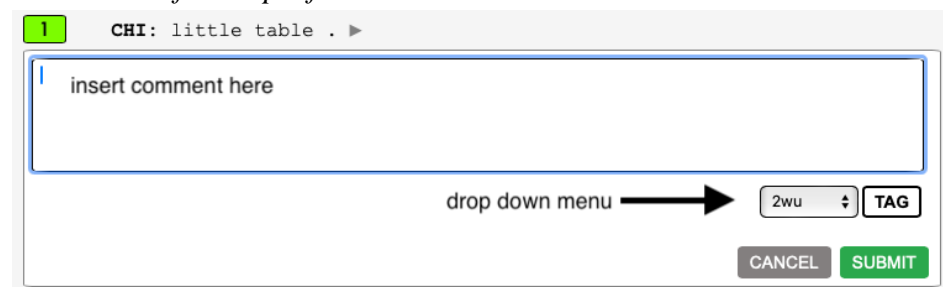 1 CHI: little table . ▶
insert comment here
drop down menu 2wu TAG
CANCEL SUBMIT